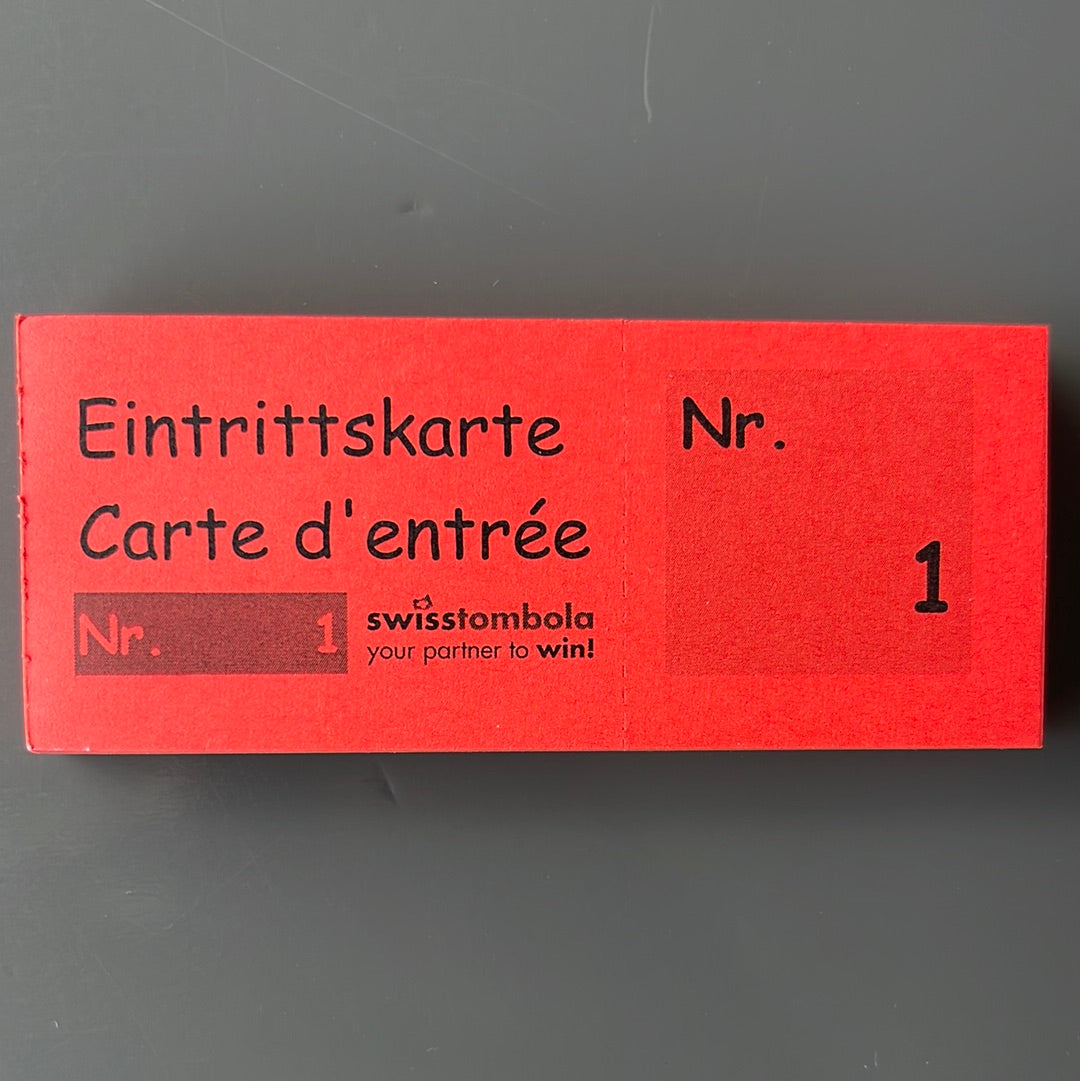 Eintrittskarte
Carte d'entrée
Nr. 1
swisstombola
your partner to win!
Nr.
1